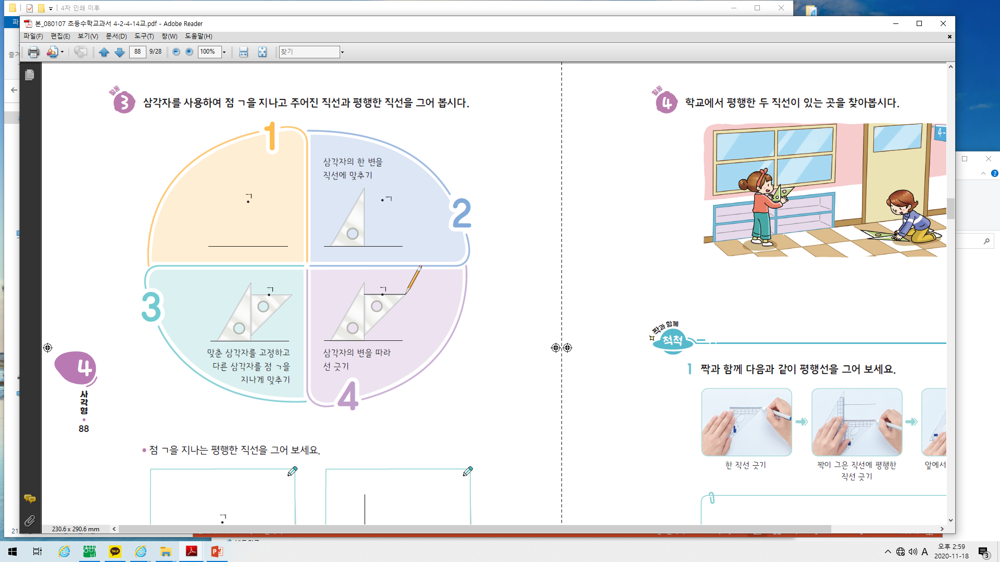 4차 인쇄 이후
본_080107 초등수학교과서 4-2-4-14교.pdf - Adobe Reader
파일(F) 편집(E) 보기(V) 문서(D) 도구(T) 창(W) 도움말(H)
88 9/28 100% 찾기
활동
3 삼각자를 사용하여 점 ㄱ을 지나고 주어진 직선과 평행한 직선을 그어 봅시다.
1
ㄱ
2
삼각자의 한 변을
직선에 맞추기
ㄱ
3
ㄱ
맞춘 삼각자를 고정하고
다른 삼각자를 점 ㄱ을
지나게 맞추기
4
ㄱ
삼각자의 변을 따라
선 긋기
4
사각형
88
점 ㄱ을 지나는 평행한 직선을 그어 보세요.
ㄱ
활동
4 학교에서 평행한 두 직선이 있는 곳을 찾아봅시다.
4-
짝과 함께
척척
1 짝과 함께 다음과 같이 평행선을 그어 보세요.
한 직선 긋기
짝이 그은 직선에 평행한
직선 긋기
앞에서
230.6 x 290.6 mm
TALK
A
오후 2:59
2020-11-18
3